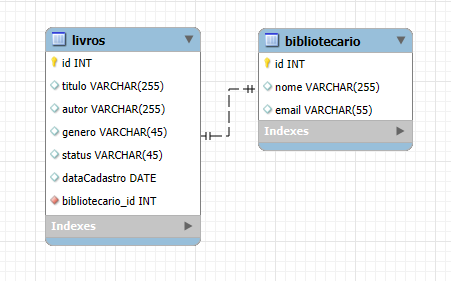 livros
id INT
titulo VARCHAR(255)
autor VARCHAR(255)
genero VARCHAR(45)
status VARCHAR(45)
dataCadastro DATE
bibliotecario_id INT
Indexes
bibliotecario
id INT
nome VARCHAR(255)
email VARCHAR(55)
Indexes